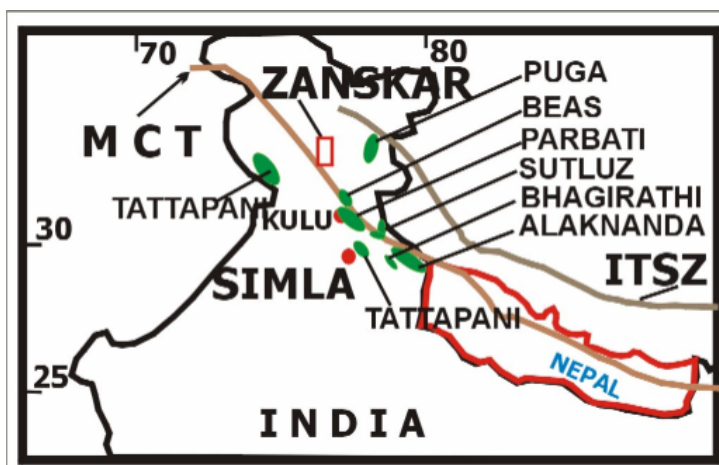 70
80
ZANSKAR
PUGA
BEAS
MCT
PARBATI
SUTLUZ
TATTAPANI
KULU
BHAGIRATHI
ALAKNANDA
30
SIMLA
ITSZ
TATTAPANI
NEPAL
25
INDIA